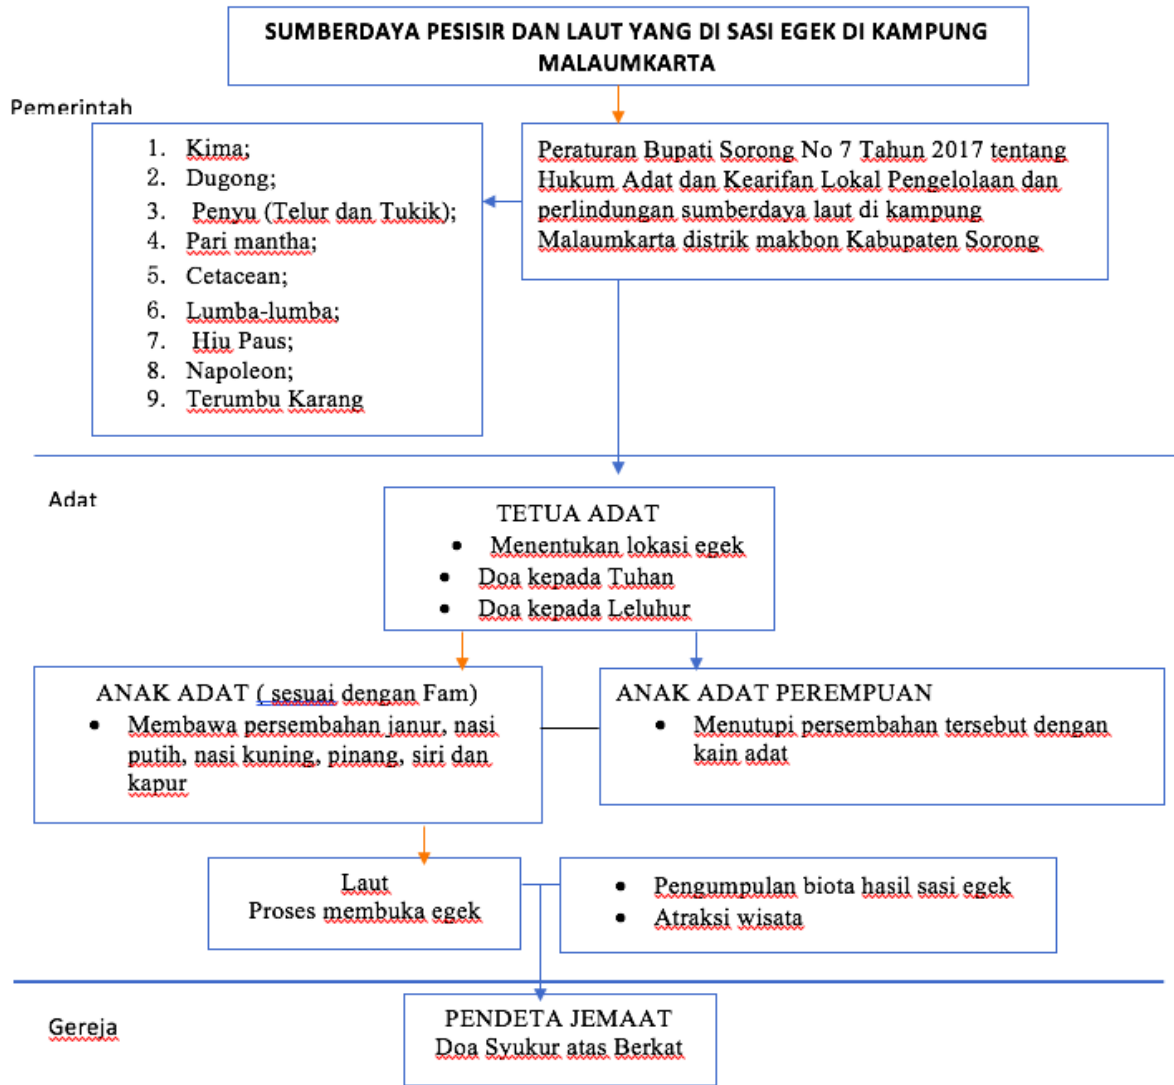 SUMBERDAYA PESISIR DAN LAUT YANG DI SASI EGEK DI KAMPUNG
MALAUMKARTA
Pemerintah
1. Kima;
2. Dugong;
3. Penyu (Telur dan Tukik);
4. Pari mantha;
5. Cetacean;
6. Lumba-lumba;
7. Hiu Paus;
8. Napoleon;
9. Terumbu Karang
Peraturan Bupati Sorong No 7 Tahun 2017 tentang
Hukum Adat dan Kearifan Lokal Pengelolaan dan
perlindungan sumberdaya laut di kampung
Malaumkarta distrik makbon Kabupaten Sorong
Adat
TETUA ADAT
• Menentukan lokasi egek
• Doa kepada Tuhan
• Doa kepada Leluhur
ANAK ADAT ( sesuai dengan Fam)
• Membawa persembahan janur, nasi
putih, nasi kuning, pinang, siri dan
kapur
ANAK ADAT PEREMPUAN
• Menutupi persembahan tersebut dengan
kain adat
Laut
Proses membuka egek
• Pengumpulan biota hasil sasi egek
• Atraksi wisata
Gereja
PENDETA JEMAAT
Doa Syukur atas Berkat